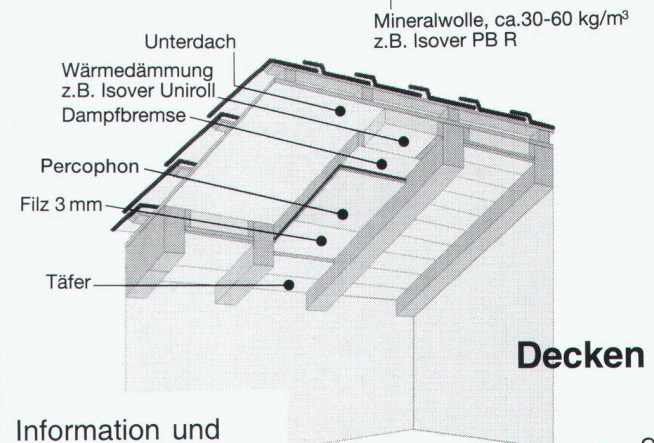 Mineralwolle, ca.30-60 kg/m³
z.B. Isover PB R
Unterdach
Wärmedämmung
z.B. Isover Uniroll
Dampfbremse
Percophon
Filz 3 mm
Täfer
Decken
Information und